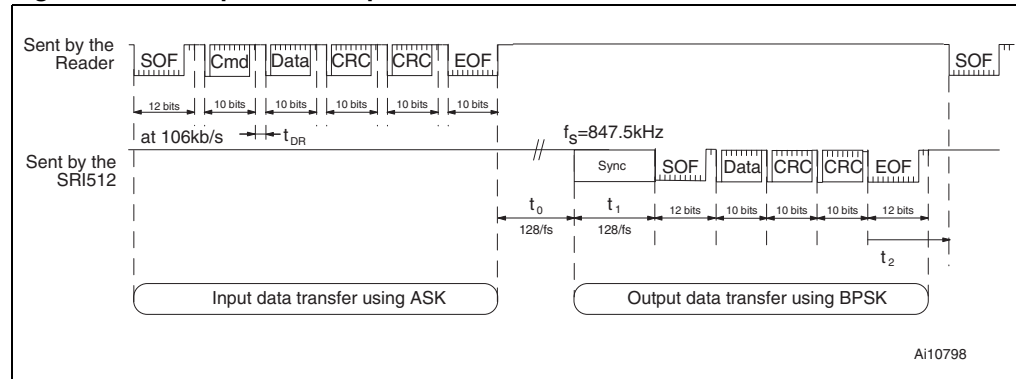 Sent by the
Reader
SOF
Cmd
Data
CRC
CRC
EOF
SOF
12 bits
10 bits
10 bits
10 bits
10 bits
10 bits
at 106kb/s
tDR
fS=847.5kHz
Sent by the
SRI512
Sync
SOF
Data
CRC
CRC
EOF
t0
t1
12 bits
10 bits
10 bits
10 bits
12 bits
128/fs
128/fs
t2
Input data transfer using ASK
Output data transfer using BPSK
Ai10798